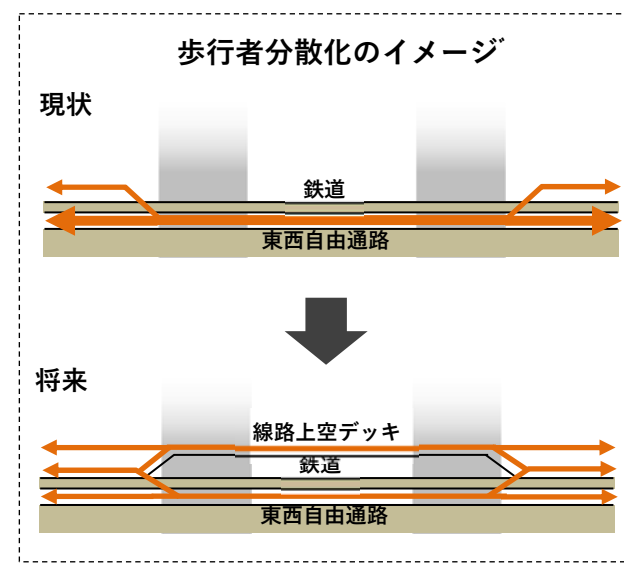 歩行者分散化のイメージ
現状
鉄道
東西自由通路
将来
線路上空デッキ
鉄道
東西自由通路